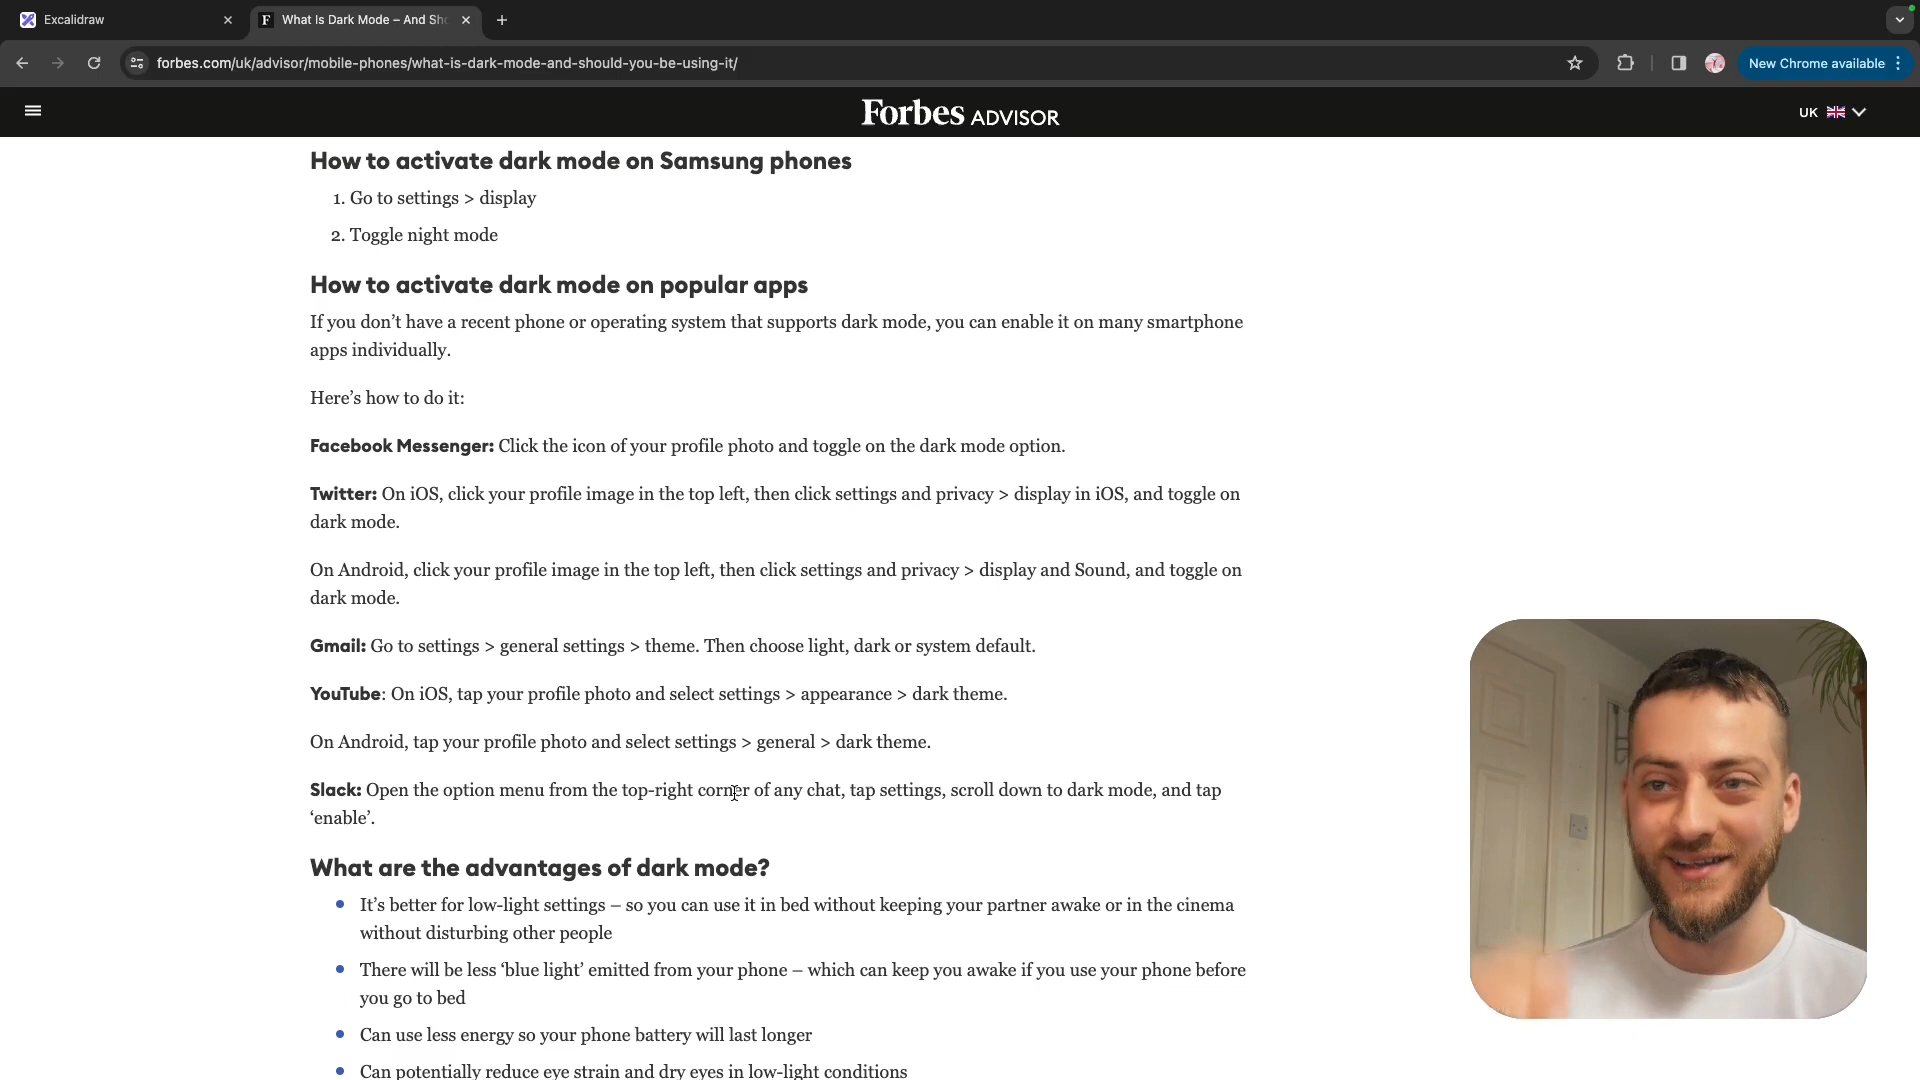 Excalidraw
What Is Dark Mode – And Sho
forbes.com/uk/advisor/mobile-phones/what-is-dark-mode-and-should-you-be-using-it/
New Chrome available
Forbes ADVISOR
UK
How to activate dark mode on Samsung phones
1. Go to settings > display
2. Toggle night mode
How to activate dark mode on popular apps
If you don’t have a recent phone or operating system that supports dark mode, you can enable it on many smartphone
apps individually.
Here’s how to do it:
Facebook Messenger: Click the icon of your profile photo and toggle on the dark mode option.
Twitter: On iOS, click your profile image in the top left, then click settings and privacy > display in iOS, and toggle on
dark mode.
On Android, click your profile image in the top left, then click settings and privacy > display and Sound, and toggle on
dark mode.
Gmail: Go to settings > general settings > theme. Then choose light, dark or system default.
YouTube: On iOS, tap your profile photo and select settings > appearance > dark theme.
On Android, tap your profile photo and select settings > general > dark theme.
Slack: Open the option menu from the top-right corner of any chat, tap settings, scroll down to dark mode, and tap
‘enable’.
What are the advantages of dark mode?
It’s better for low-light settings – so you can use it in bed without keeping your partner awake or in the cinema
without disturbing other people
There will be less ‘blue light’ emitted from your phone – which can keep you awake if you use your phone before
you go to bed
Can use less energy so your phone battery will last longer
Can potentially reduce eye strain and dry eyes in low-light conditions